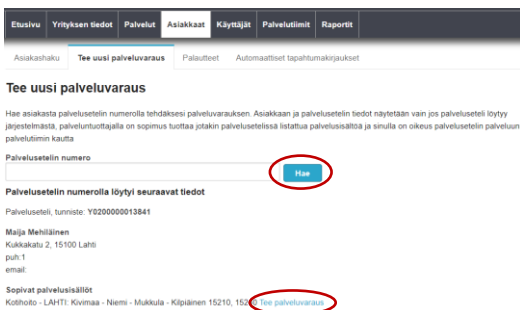 Etusivu Yrityksen tiedot Palvelut Asiakkaat Käyttäjät Palvelutiimit Raportit
Asiakashaku Tee uusi palveluvaraus Palautteet Automaattiset tapahtumakirjaukset
Tee uusi palveluvaraus
Hae asiakasta palvelusetelin numerolla tehdäksesi palveluvarauksen. Asiakkaan ja palvelusetelin tiedot näytetään vain jos palveluseteli löytyy
järjestelmästä, palveluntuottajalla on sopimus tuottaa jotakin palvelusetelissä listattua palvelusisältöä ja sinulla on oikeus palvelusetelin palveluun
palvelutiimin kautta
Palvelusetelin numero
Hae
Palvelusetelin numerolla löytyi seuraavat tiedot
Palveluseteli, tunniste: Y0200000013841
Maija Mehiläinen
Kukkakatu 2, 15100 Lahti
puh:1
email:
Sopivat palvelusisällöt
Kotihoito - LAHTI: Kivimaa - Niemi - Mukkula - Kilpiäinen 15210, Tee palveluvaraus